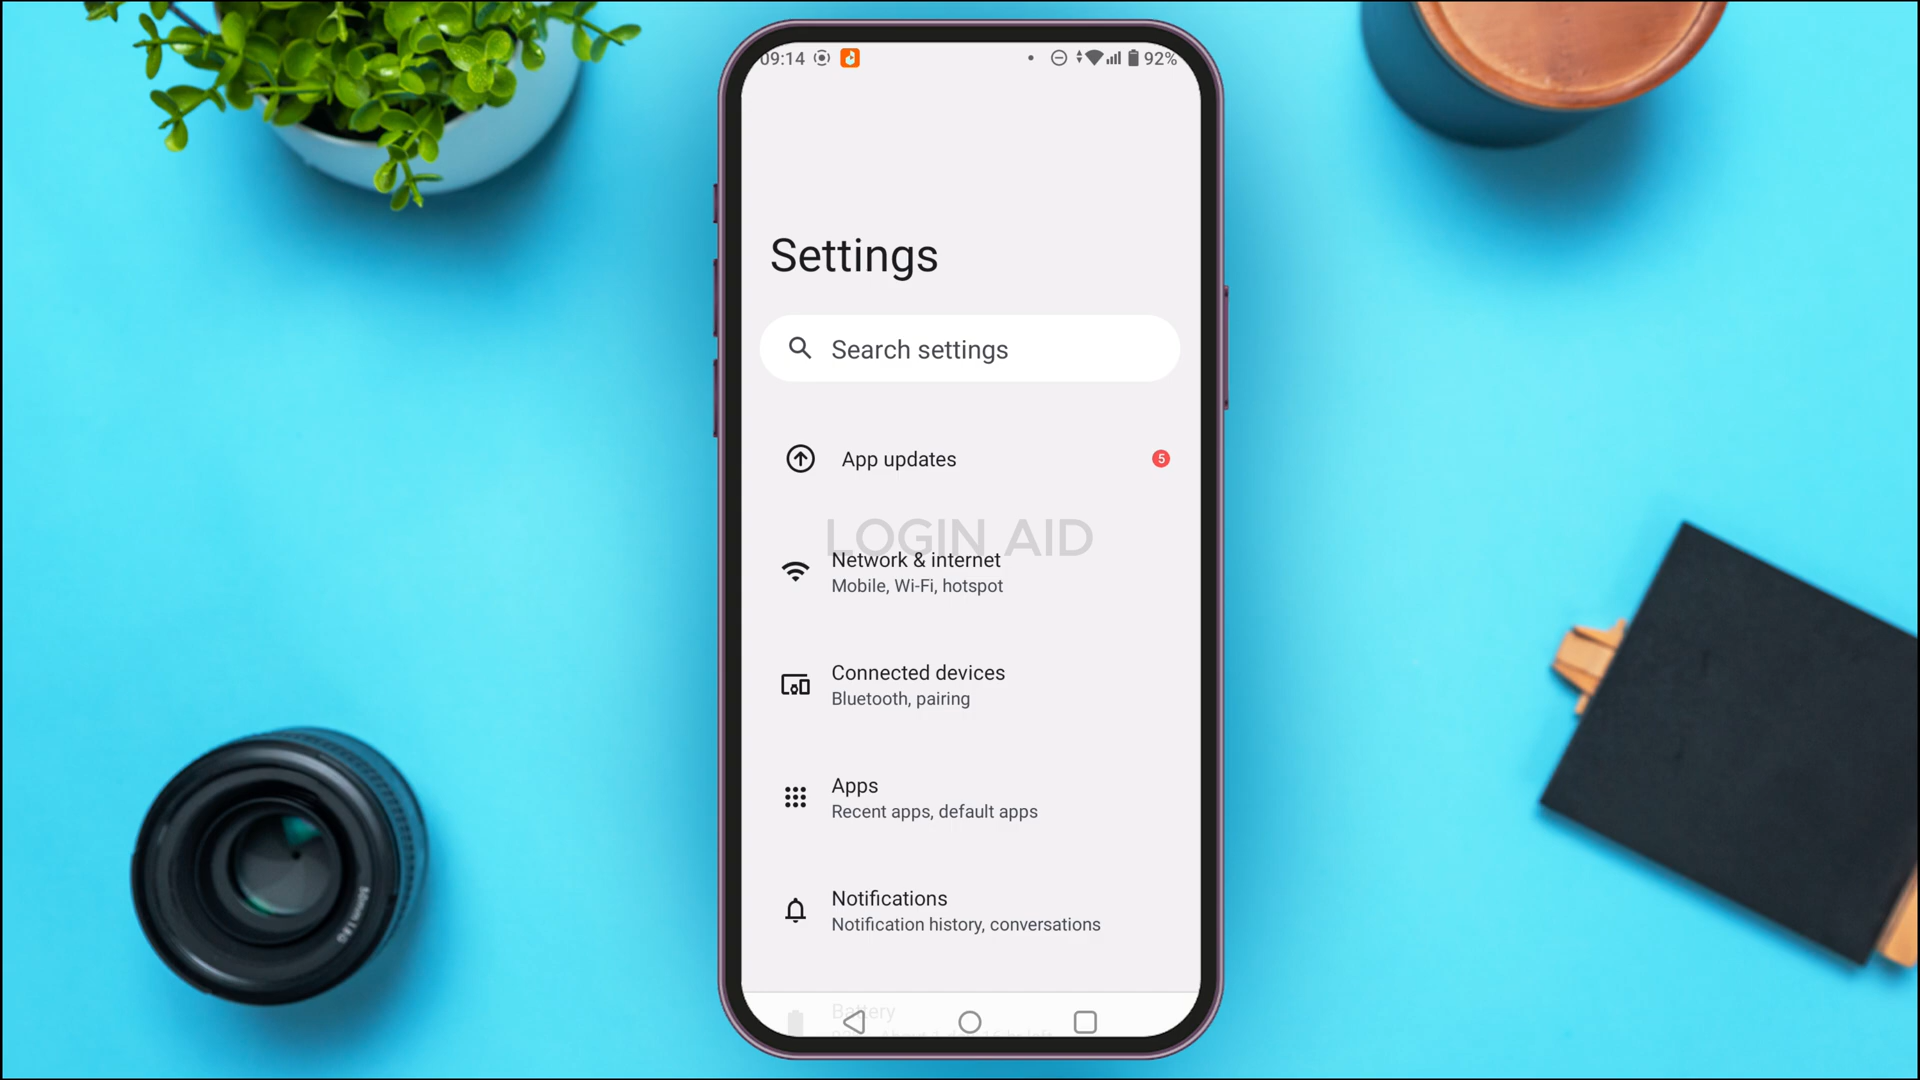 09:14 92%
Settings
Search settings
App updates 5
LOGIN AID
Network & internet
Mobile, Wi-Fi, hotspot
Connected devices
Bluetooth, pairing
Apps
Recent apps, default apps
Notifications
Notification history, conversations
Battery